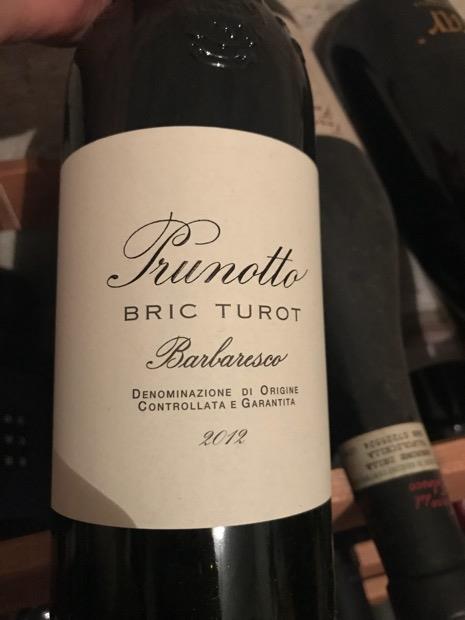 Prunotto
BRIC TUROT
Barbaresco
DENOMINAZIONE DI ORIGINE
CONTROLLATA E GARANTITA
2012